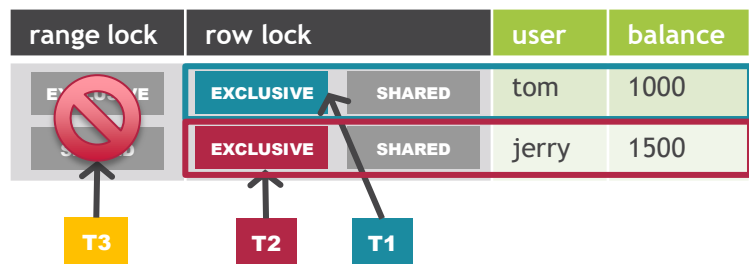 range lock row lock user balance
EXCLUSIVE SHARED tom 1000
EXCLUSIVE SHARED jerry 1500
T3 T2 T1